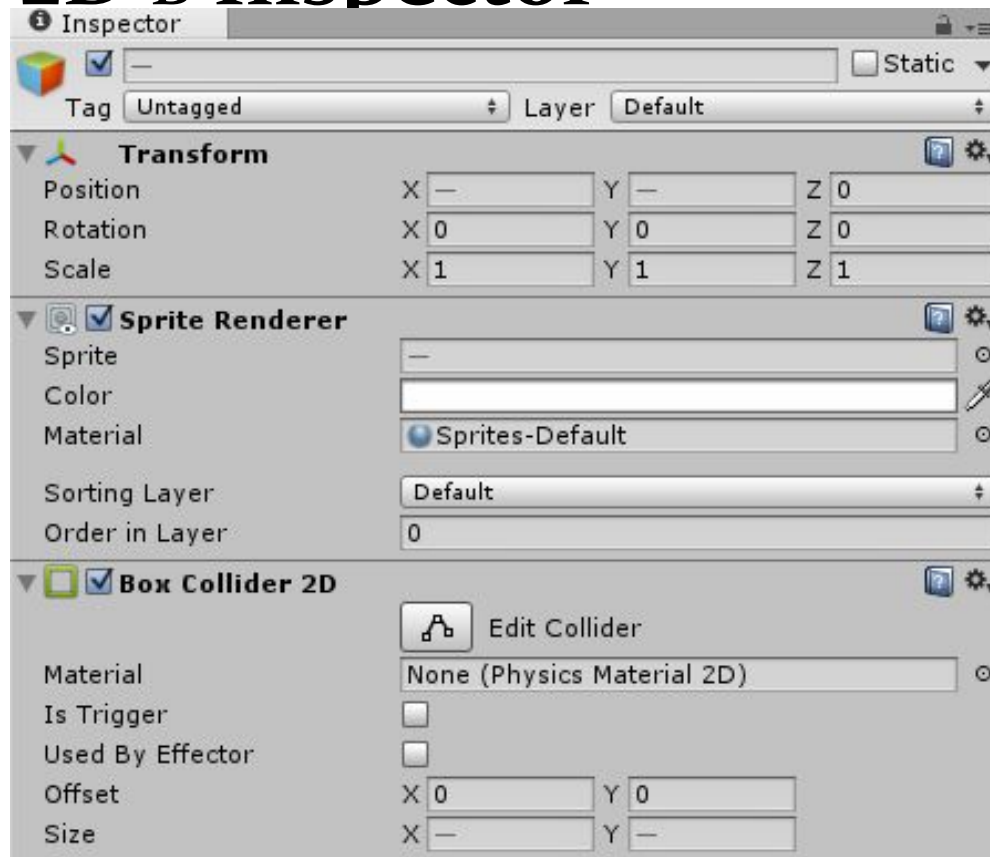 2D's Inspector
Inspector
— Static
Tag Untagged Layer Default
Transform
Position X — Y — Z 0
Rotation X 0 Y 0 Z 0
Scale X 1 Y 1 Z 1
Sprite Renderer
Sprite —
Color
Material Sprites-Default
Sorting Layer Default
Order in Layer 0
Box Collider 2D
Edit Collider
Material None (Physics Material 2D)
Is Trigger
Used By Effector
Offset X 0 Y 0
Size X — Y —